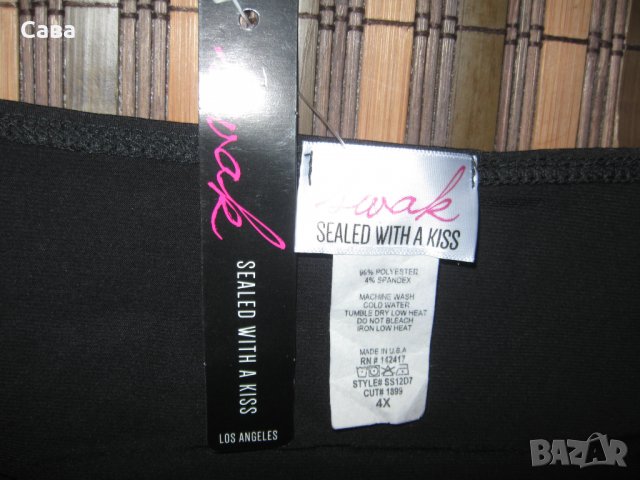 Сава
swak
SEALED WITH A KISS
LOS ANGELES
swak
SEALED WITH A KISS
96% POLYESTER
4% SPANDEX
MACHINE WASH
COLD WATER
TUMBLE DRY LOW HEAT
DO NOT BLEACH
IRON LOW HEAT
MADE IN U.S.A
RN # 142417
STYLE# SS12D7
CUT# 1899
4X
BAZAR